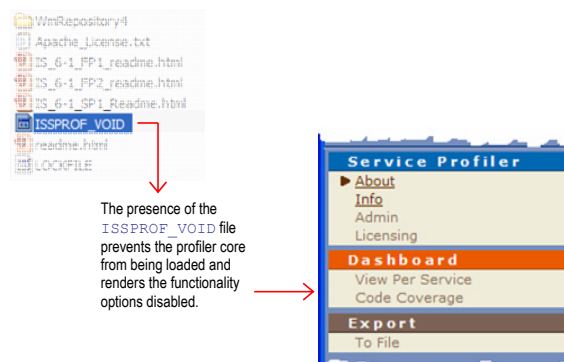 WmRepository4
Apache_License.txt
IS_6-1_FP1_readme.html
IS_6-1_FP2_readme.html
IS_6-1_SP1_Readme.html
ISSPROF_VOID
readme.html
LOCKFILE
The presence of the
ISSPROF_VOID file
prevents the profiler core
from being loaded and
renders the functionality
options disabled.
Service Profiler
About
Info
Admin
Licensing
Dashboard
View Per Service
Code Coverage
Export
To File